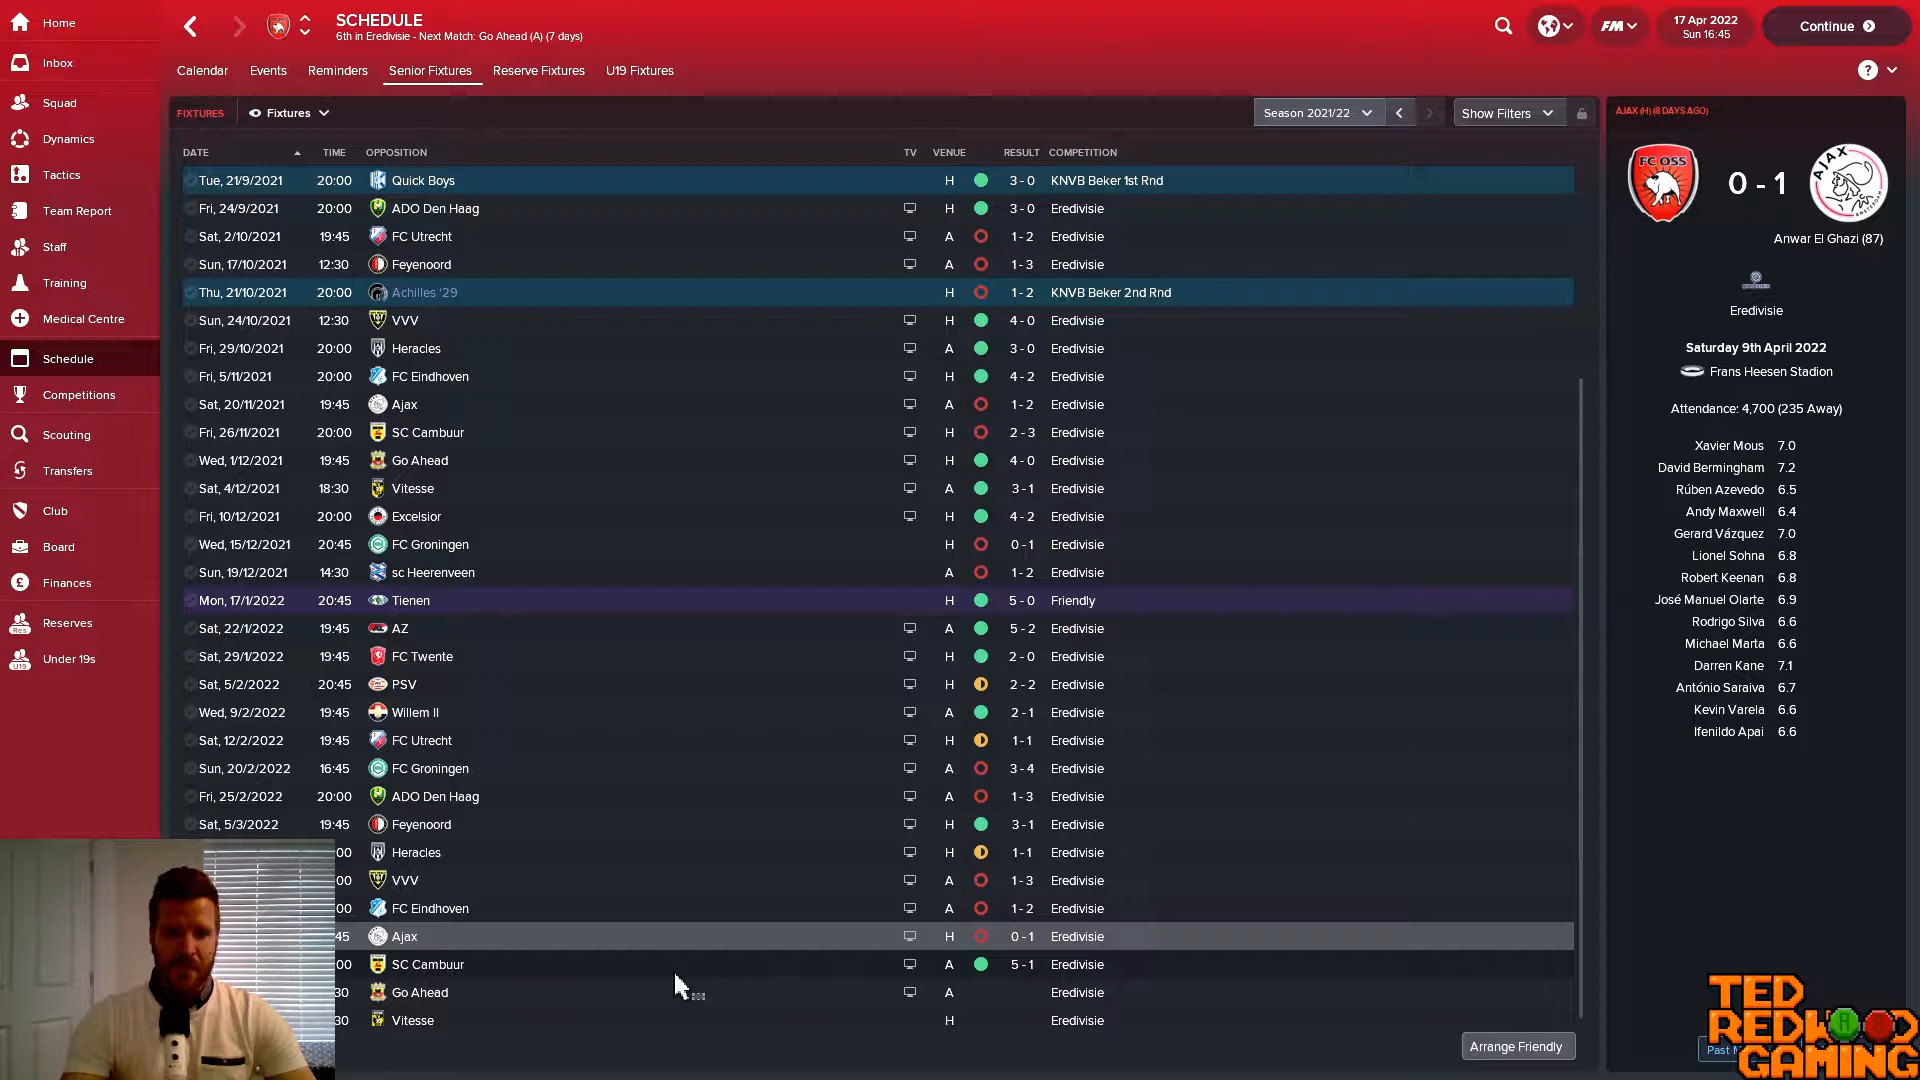 Home
Inbox
Squad
Dynamics
Tactics
Team Report
Staff
Training
Medical Centre
Schedule
Competitions
Scouting
Transfers
Club
Board
Finances
Reserves
Under 19s
SCHEDULE
6th in Eredivisie - Next Match: Go Ahead (A) (7 days)
FM
17 Apr 2022
Sun 16:45
Continue
Calendar Events Reminders Senior Fixtures Reserve Fixtures U19 Fixtures
?
FIXTURES Fixtures Season 2021/22 Show Filters
DATE TIME OPPOSITION TV VENUE RESULT COMPETITION
Tue, 21/9/2021 20:00 Quick Boys H 3 - 0 KNVB Beker 1st Rnd
Fri, 24/9/2021 20:00 ADO Den Haag H 3 - 0 Eredivisie
Sat, 2/10/2021 19:45 FC Utrecht A 1 - 2 Eredivisie
Sun, 17/10/2021 12:30 Feyenoord A 1 - 3 Eredivisie
Thu, 21/10/2021 20:00 Achilles '29 H 1 - 2 KNVB Beker 2nd Rnd
Sun, 24/10/2021 12:30 VVV H 4 - 0 Eredivisie
Fri, 29/10/2021 20:00 Heracles A 3 - 0 Eredivisie
Fri, 5/11/2021 20:00 FC Eindhoven H 4 - 2 Eredivisie
Sat, 20/11/2021 19:45 Ajax A 1 - 2 Eredivisie
Fri, 26/11/2021 20:00 SC Cambuur H 2 - 3 Eredivisie
Wed, 1/12/2021 19:45 Go Ahead H 4 - 0 Eredivisie
Sat, 4/12/2021 18:30 Vitesse A 3 - 1 Eredivisie
Fri, 10/12/2021 20:00 Excelsior H 4 - 2 Eredivisie
Wed, 15/12/2021 20:45 FC Groningen H 0 - 1 Eredivisie
Sun, 19/12/2021 14:30 sc Heerenveen A 1 - 2 Eredivisie
Mon, 17/1/2022 20:45 Tienen H 5 - 0 Friendly
Sat, 22/1/2022 19:45 AZ A 5 - 2 Eredivisie
Sat, 29/1/2022 19:45 FC Twente H 2 - 0 Eredivisie
Sat, 5/2/2022 20:45 PSV H 2 - 2 Eredivisie
Wed, 9/2/2022 19:45 Willem II A 2 - 1 Eredivisie
Sat, 12/2/2022 19:45 FC Utrecht H 1 - 1 Eredivisie
Sun, 20/2/2022 16:45 FC Groningen A 3 - 4 Eredivisie
Fri, 25/2/2022 20:00 ADO Den Haag A 1 - 3 Eredivisie
Sat, 5/3/2022 19:45 Feyenoord H 3 - 1 Eredivisie
00 Heracles H 1 - 1 Eredivisie
00 VVV A 1 - 3 Eredivisie
00 FC Eindhoven A 1 - 2 Eredivisie
45 Ajax H 0 - 1 Eredivisie
00 SC Cambuur A 5 - 1 Eredivisie
30 Go Ahead A Eredivisie
30 Vitesse H Eredivisie
Arrange Friendly
AJAX (H) (8 DAYS AGO)
FC OSS
0 - 1
AJAX
Anwar El Ghazi (87)
Eredivisie
Saturday 9th April 2022
Frans Heesen Stadion
Attendance: 4,700 (235 Away)
Xavier Mous 7.0
David Bermingham 7.2
Rúben Azevedo 6.5
Andy Maxwell 6.4
Gerard Vázquez 7.0
Lionel Sohna 6.8
Robert Keenan 6.8
José Manuel Olarte 6.9
Rodrigo Silva 6.6
Michael Marta 6.6
Darren Kane 7.1
António Saraiva 6.7
Kevin Varela 6.6
Ifenildo Apai 6.6
Past
TED
REDWOOD
GAMING